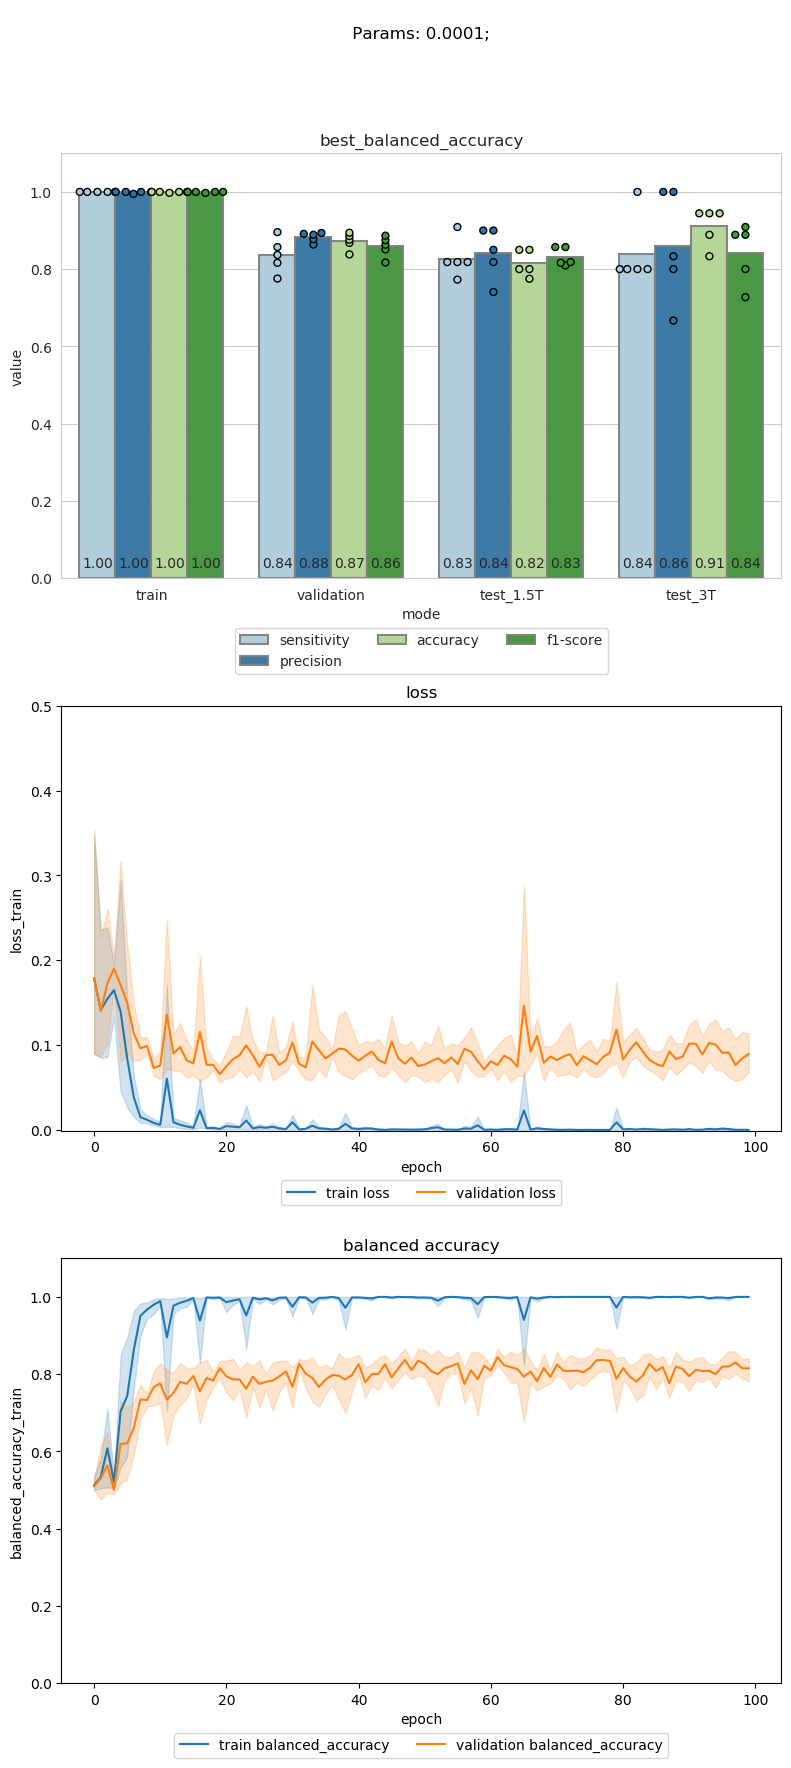 Params: 0.0001;
best_balanced_accuracy
1.0
0.8
0.6
0.4
0.2
0.0
value
1.00 1.00 1.00 1.00 0.84 0.88 0.87 0.86 0.83 0.84 0.82 0.83 0.84 0.86 0.91 0.84
train validation test_1.5T test_3T
mode
sensitivity accuracy f1-score
precision
loss
0.5
0.4
0.3
0.2
0.1
0.0
loss_train
0 20 40 60 80 100
epoch
train loss validation loss
balanced accuracy
1.0
0.8
0.6
0.4
0.2
0.0
balanced_accuracy_train
0 20 40 60 80 100
epoch
train balanced_accuracy validation balanced_accuracy